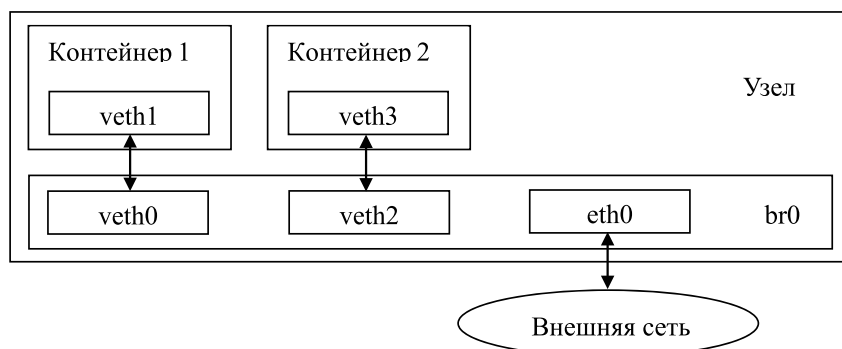 Контейнер 1
Контейнер 2
Узел
veth1
veth3
veth0
veth2
eth0
br0
Внешняя сеть